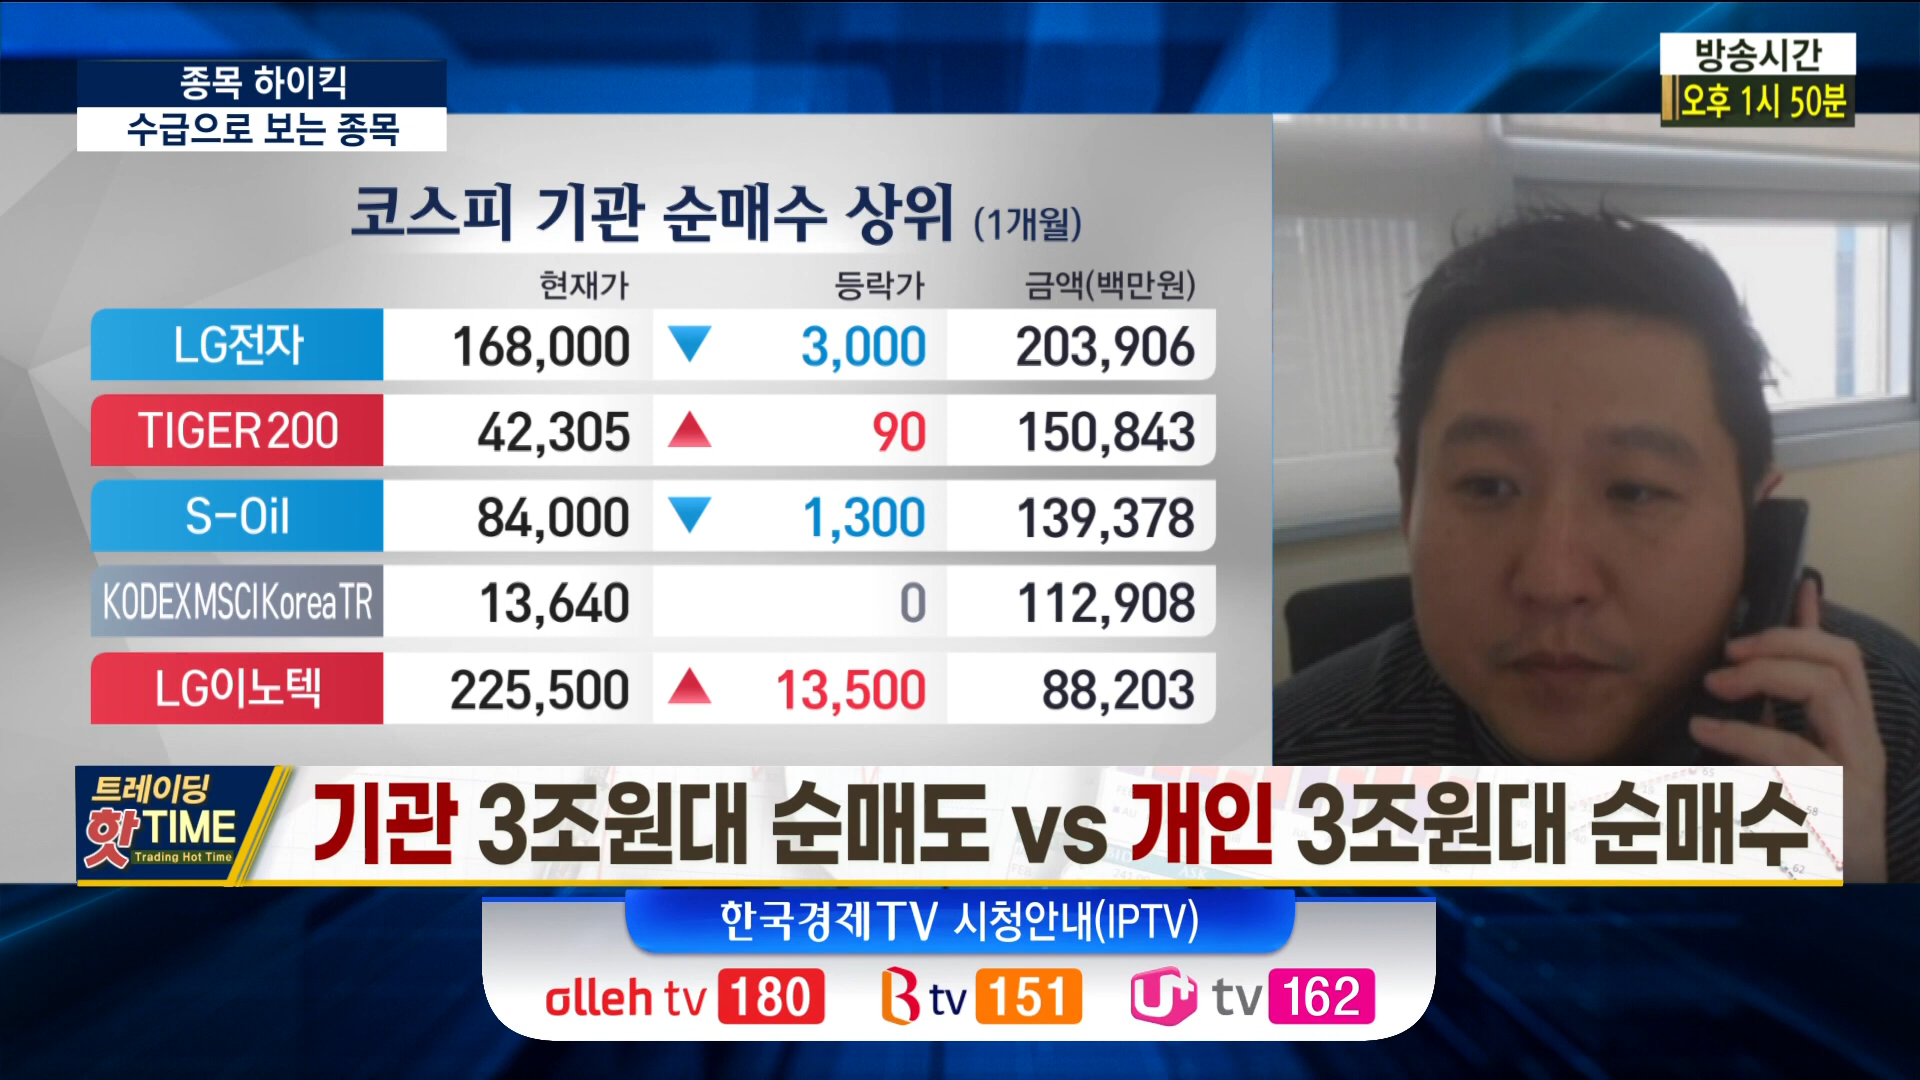 종목 하이킥
수급으로 보는 종목
방송시간
오후 1시 50분
코스피 기관 순매수 상위 (1개월)
현재가 등락가 금액(백만원)
LG전자 168,000 ▼ 3,000 203,906
TIGER200 42,305 ▲ 90 150,843
S-Oil 84,000 ▼ 1,300 139,378
KODEXMSCIKoreaTR 13,640 0 112,908
LG이노텍 225,500 ▲ 13,500 88,203
트레이딩
핫TIME
Trading Hot Time
기관 3조원대 순매도 vs 개인 3조원대 순매수
한국경제TV 시청안내(IPTV)
olleh tv 180 B tv 151 U+ tv 162